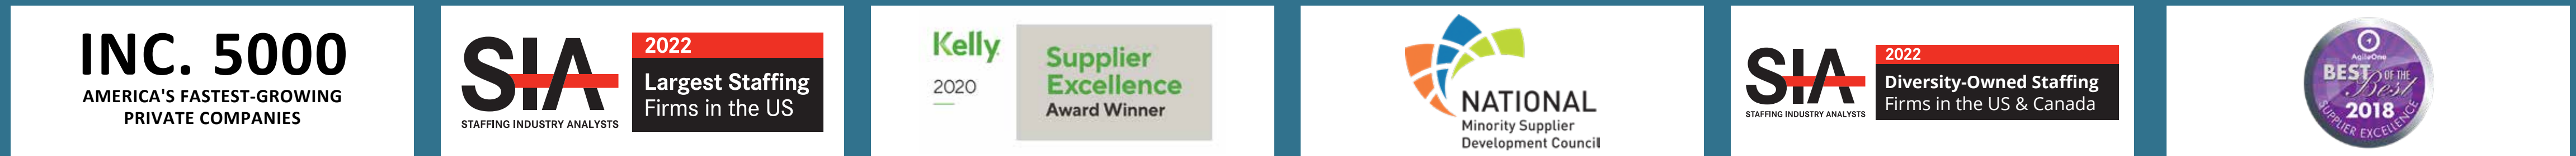 INC. 5000
AMERICA'S FASTEST-GROWING
PRIVATE COMPANIES
SIA
STAFFING INDUSTRY ANALYSTS
2022
Largest Staffing
Firms in the US
Kelly
2020
Supplier
Excellence
Award Winner
NATIONAL
Minority Supplier
Development Council
SIA
STAFFING INDUSTRY ANALYSTS
2022
Diversity-Owned Staffing
Firms in the US & Canada
AgileOne
BEST OF THE
Best
2018
SUPPLIER EXCELLENCE